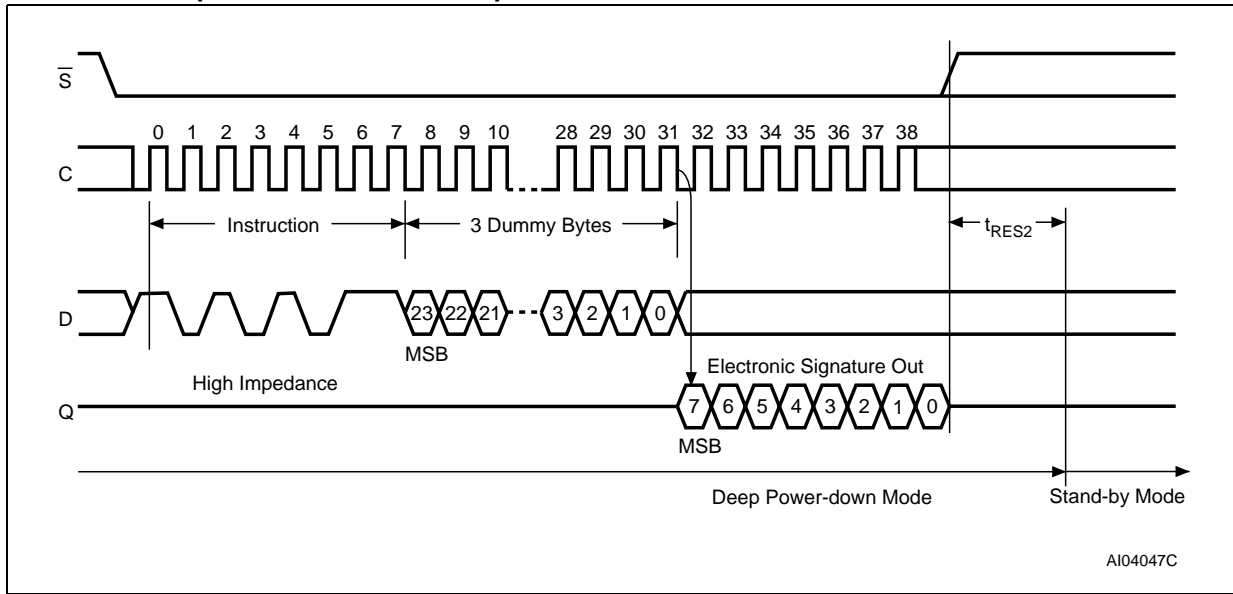 S
0 1 2 3 4 5 6 7 8 9 10 28 29 30 31 32 33 34 35 36 37 38
C
Instruction
3 Dummy Bytes
tRES2
D
23 22 21 3 2 1 0
MSB
High Impedance
Electronic Signature Out
Q
7 6 5 4 3 2 1 0
MSB
Deep Power-down Mode
Stand-by Mode
AI04047C